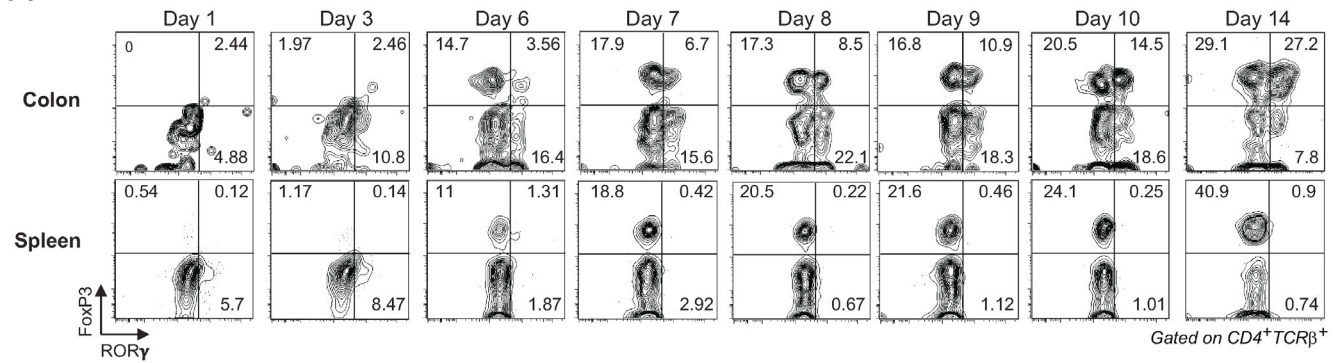 Day 1 Day 3 Day 6 Day 7 Day 8 Day 9 Day 10 Day 14
0 2.44 1.97 2.46 14.7 3.56 17.9 6.7 17.3 8.5 16.8 10.9 20.5 14.5 29.1 27.2
Colon
4.88 10.8 16.4 15.6 22.1 18.3 18.6 7.8
0.54 0.12 1.17 0.14 11 1.31 18.8 0.42 20.5 0.22 21.6 0.46 24.1 0.25 40.9 0.9
Spleen
5.7 8.47 1.87 2.92 0.67 1.12 1.01 0.74
FoxP3
RORγ
Gated on CD4⁺TCRβ⁺